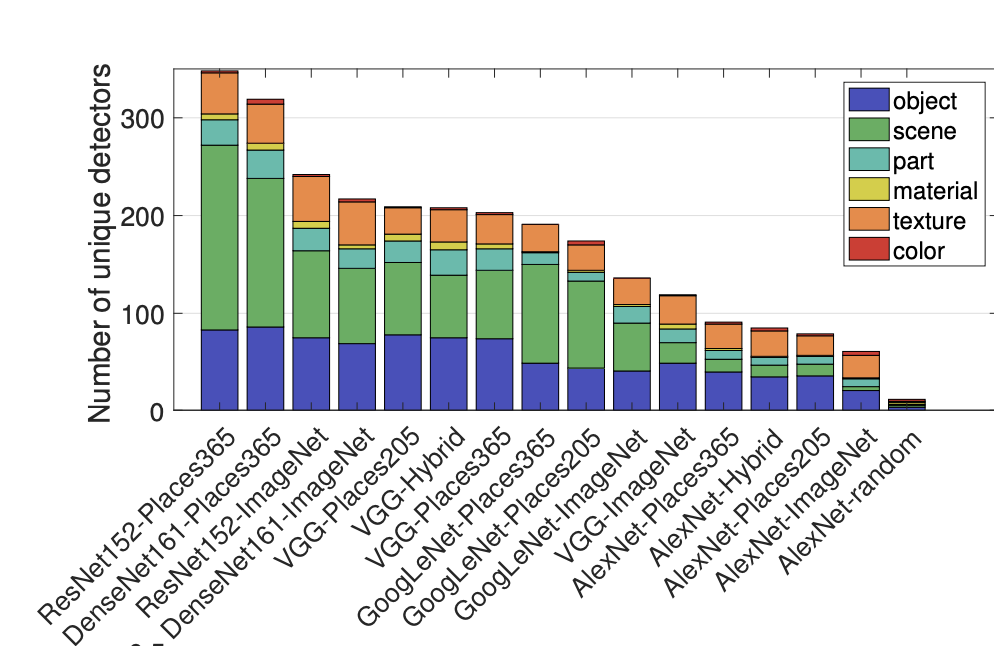 Number of unique detectors
300
200
100
0
object
scene
part
material
texture
color
ResNet152-Places365
DenseNet161-Places365
ResNet152-ImageNet
DenseNet161-ImageNet
VGG-Places205
VGG-Hybrid
VGG-Places365
GoogLeNet-Places365
GoogLeNet-Places205
GoogLeNet-ImageNet
VGG-ImageNet
AlexNet-Places365
AlexNet-Hybrid
AlexNet-Places205
AlexNet-ImageNet
AlexNet-random